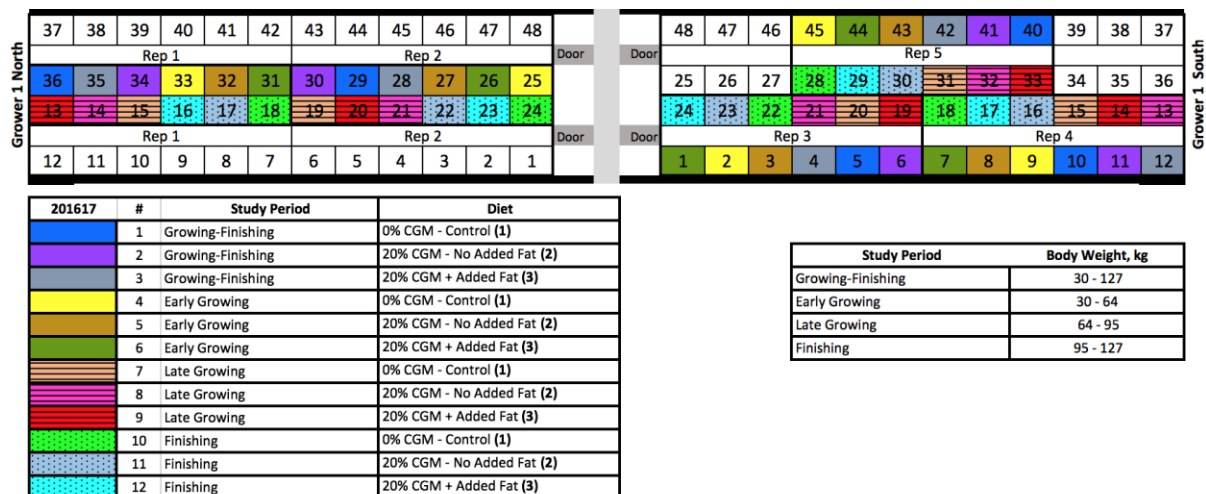 37 38 39 40 41 42 43 44 45 46 47 48 48 47 46 45 44 43 42 41 40 39 38 37
Rep 1 Rep 2 Door Door Rep 5
36 35 34 33 32 31 30 29 28 27 26 25 25 26 27 28 29 30 31 32 33 34 35 36
13 14 15 16 17 18 19 20 21 22 23 24 24 23 22 21 20 19 18 17 16 15 14 13
Rep 1 Rep 2 Door Door Rep 3 Rep 4
12 11 10 9 8 7 6 5 4 3 2 1 1 2 3 4 5 6 7 8 9 10 11 12
Grower 1 North
Grower 1 South
201617 # Study Period Diet
1 Growing-Finishing 0% CGM - Control (1)
2 Growing-Finishing 20% CGM - No Added Fat (2)
3 Growing-Finishing 20% CGM + Added Fat (3)
4 Early Growing 0% CGM - Control (1)
5 Early Growing 20% CGM - No Added Fat (2)
6 Early Growing 20% CGM + Added Fat (3)
7 Late Growing 0% CGM - Control (1)
8 Late Growing 20% CGM - No Added Fat (2)
9 Late Growing 20% CGM + Added Fat (3)
10 Finishing 0% CGM - Control (1)
11 Finishing 20% CGM - No Added Fat (2)
12 Finishing 20% CGM + Added Fat (3)
Study Period Body Weight, kg
Growing-Finishing 30 - 127
Early Growing 30 - 64
Late Growing 64 - 95
Finishing 95 - 127